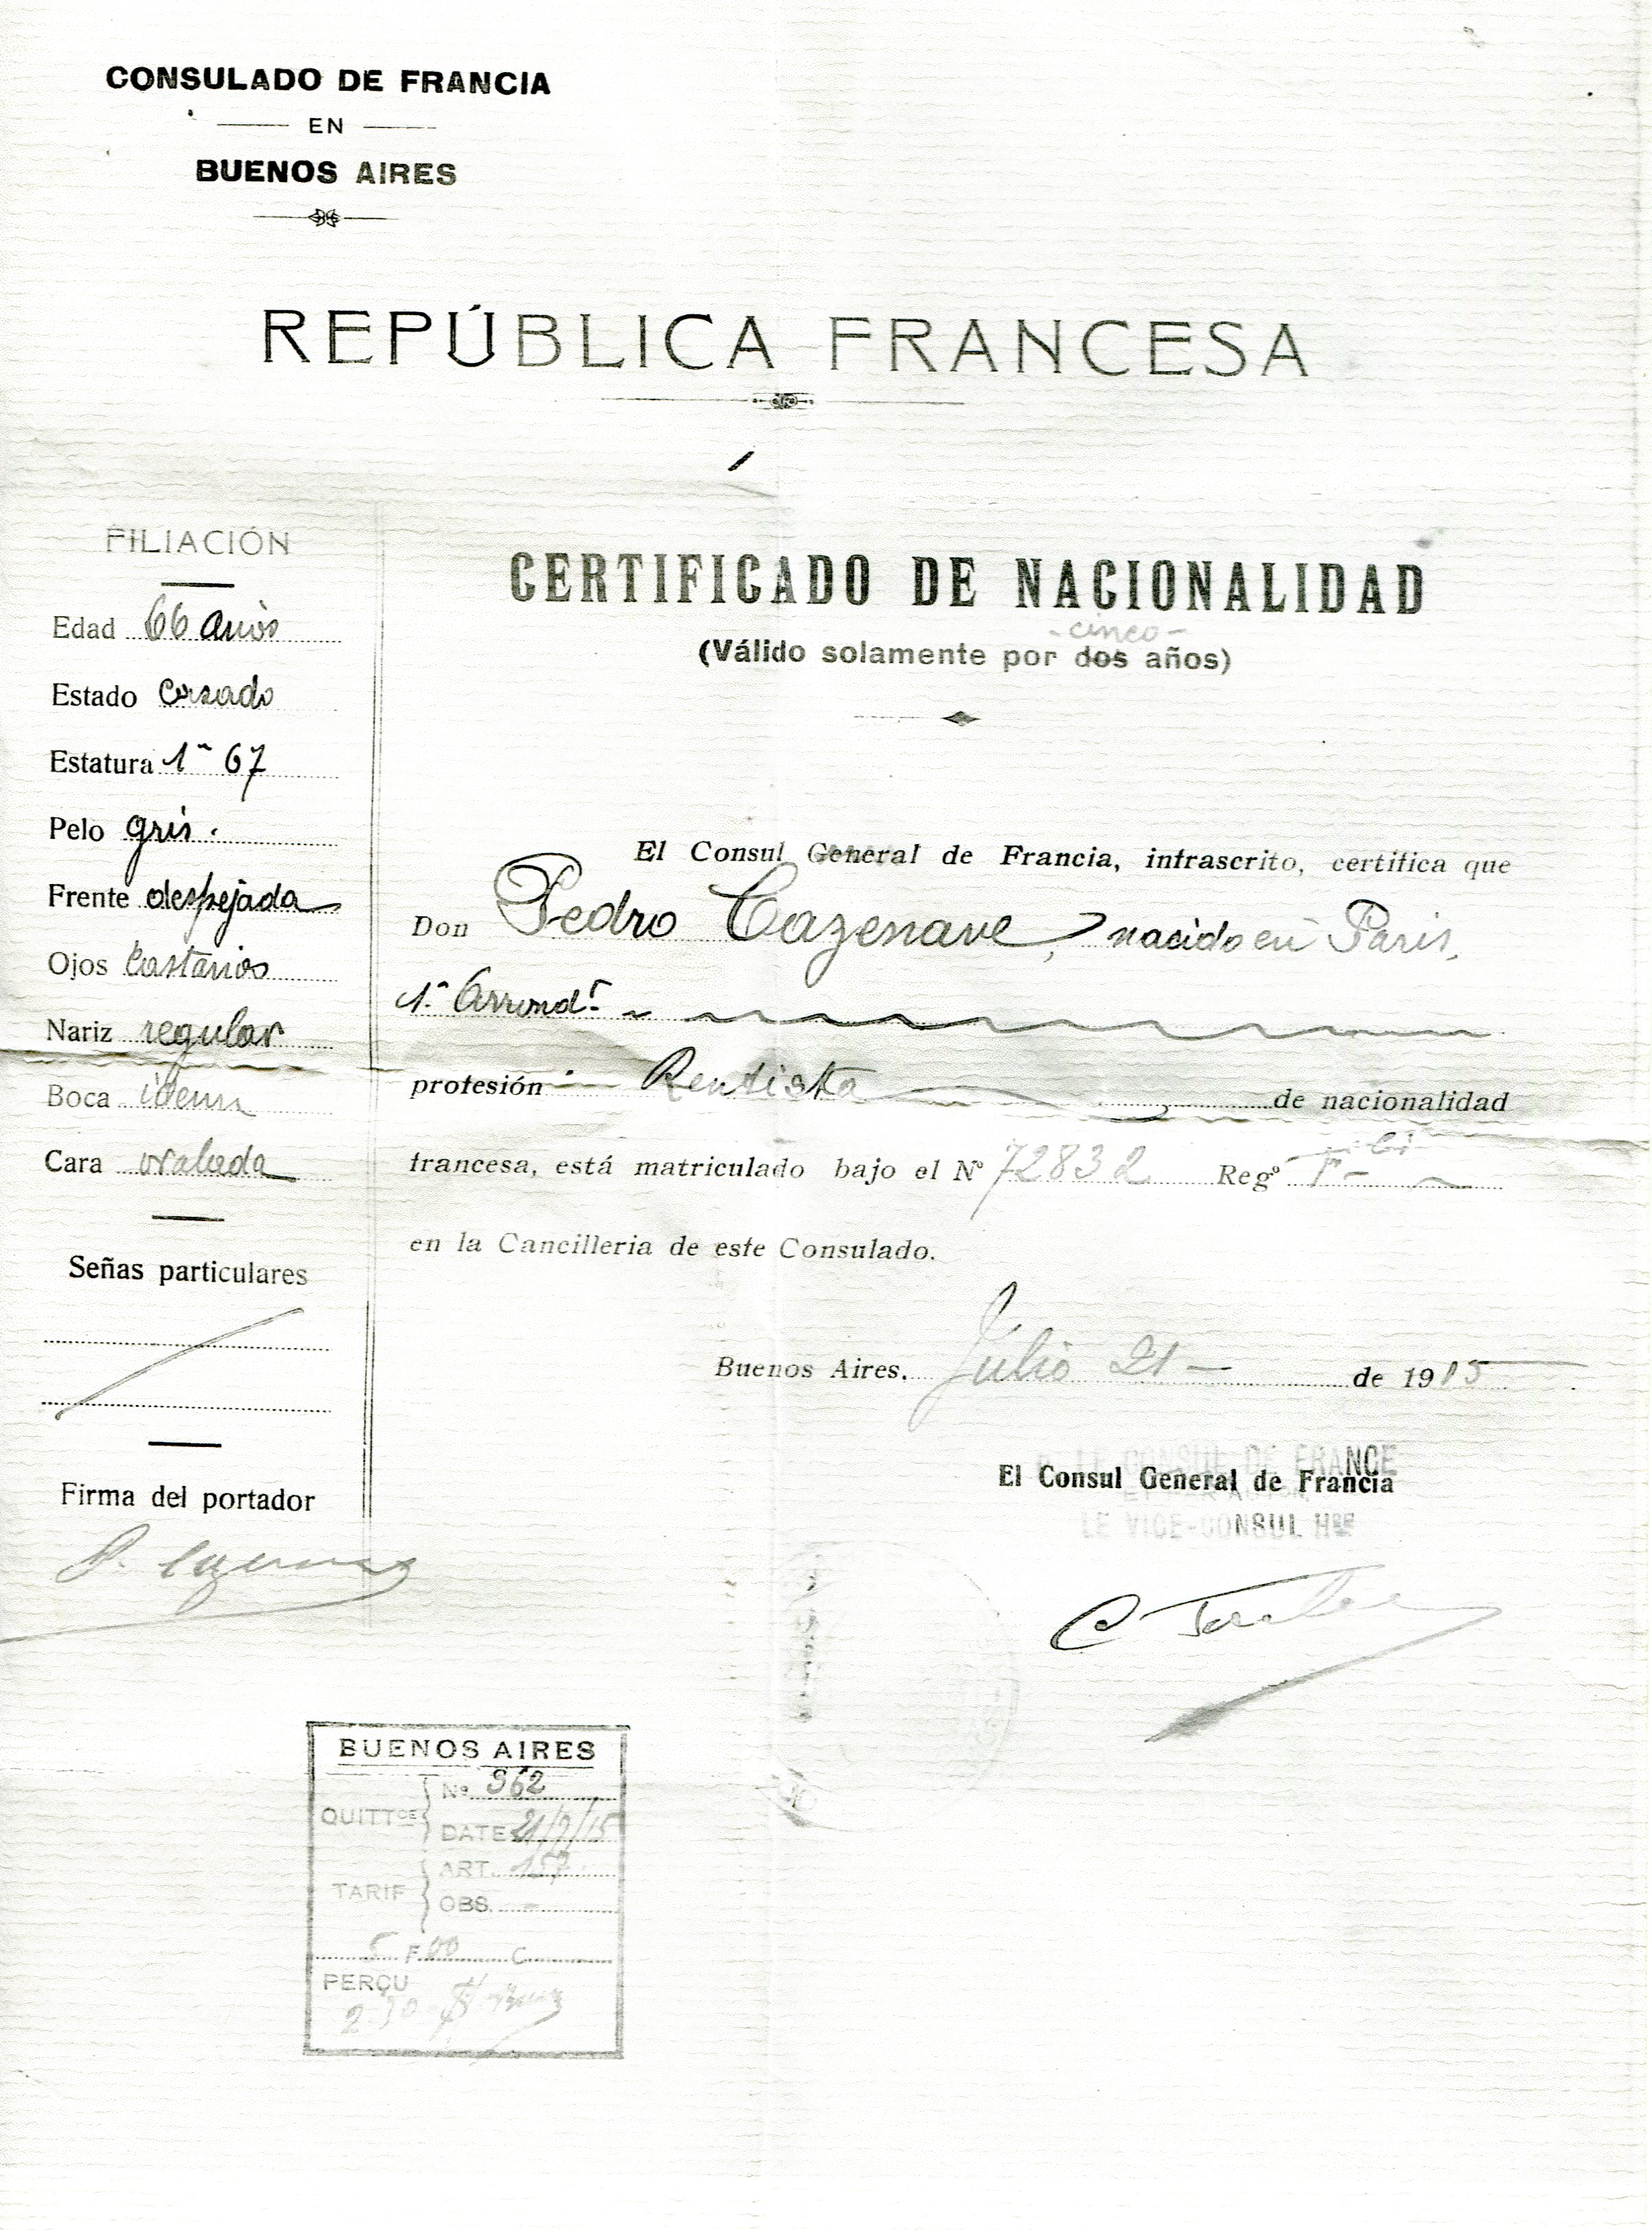 CONSULADO DE FRANCIA
EN
BUENOS AIRES
REPÚBLICA FRANCESA
FILIACIÓN
Edad 66 años
Estado Casado
Estatura 1m 67
Pelo gris.
Frente despejada
Ojos Castaños
Nariz regular
Boca idem
Cara ovalada
Señas particulares
Firma del portador
CERTIFICADO DE NACIONALIDAD
- cinco -
(Válido solamente por dos años)
El Consul General de Francia, infrascrito, certifica que
Don Pedro Cazenave, nacido en Paris,
1er Arrondt
profesión Rentista de nacionalidad
francesa, está matriculado bajo el No 72832 Rego
en la Cancilleria de este Consulado.
Buenos Aires. Julio 21 - de 1915
LE CONSUL DE FRANCE
El Consul General de Francia
LE VICE-CONSUL HRE
BUENOS AIRES
QUITTCE No 962
DATE 21/7/15
TARIF ART. 157
OBS. -
5 F. 00 C.
PERÇU